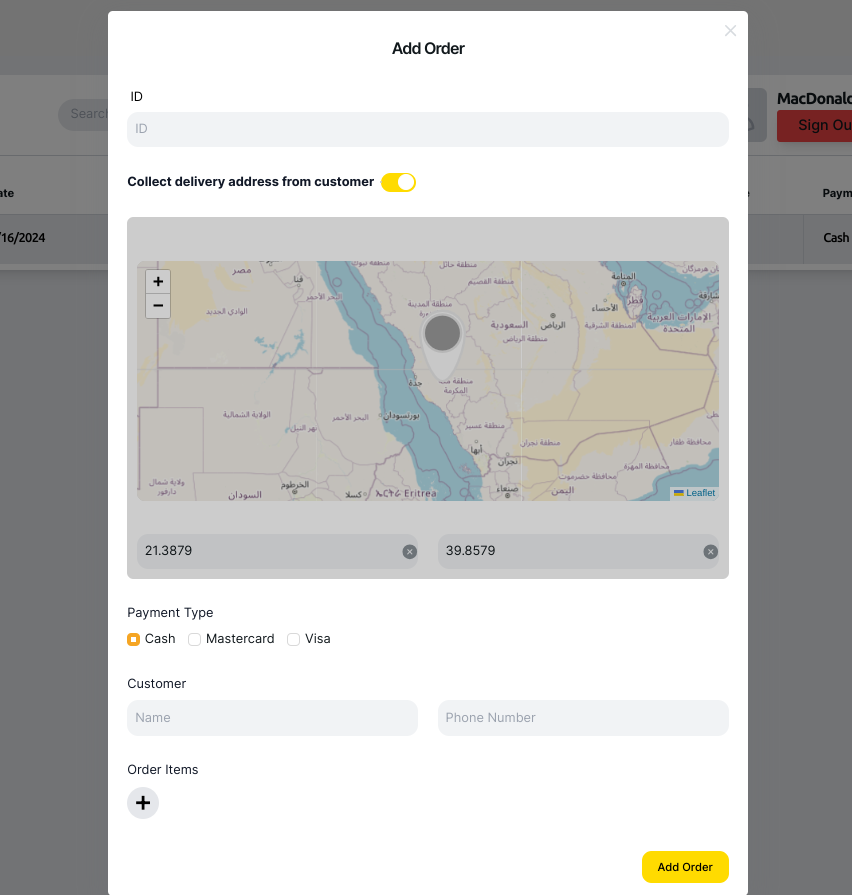 Add Order
ID
ID
Search
MacDonald
Sign Ou
Collect delivery address from customer
ate
Paym
/16/2024
Cash
+
−
مصر
قنا
البحر الأحمر
الوادي الجديد
منطقة حائل
منطقة القصيم
منطقة المدينة
السعودية
الرياض
منطقة الرياض
المنامة
قطر
الأحساء
المنطقة الشرقية
الإمارات العربية
المتحدة
جدة
المكرمة
الولاية الشمالية
البحر الأحمر
بورتسودان
نهر النيل
منطقة عسير
أبها
منطقة نجران
نجران
محافظة ظفار
محافظة المهرة
محافظة حضرموت
صنعاء
اليمن
الخرطوم
كسلا
Eritrea
السودان
ولاية شمال
دارفور
Leaflet
21.3879
39.8579
Payment Type
Cash
Mastercard
Visa
Customer
Name
Phone Number
Order Items
+
Add Order